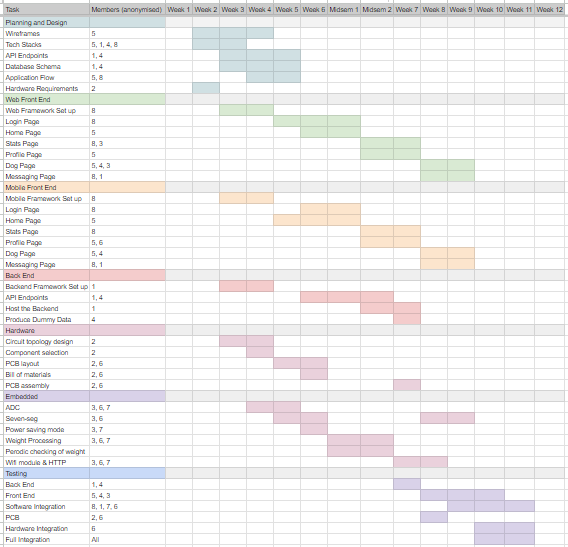 Task Members (anonymised) Week 1 Week 2 Week 3 Week 4 Week 5 Week 6 Midsem 1 Midsem 2 Week 7 Week 8 Week 9 Week 10 Week 11 Week 12
Planning and Design
Wireframes 5
Tech Stacks 5, 1, 4, 8
API Endpoints 1, 4
Database Schema 1, 4
Application Flow 5, 8
Hardware Requirements 2
Web Front End
Web Framework Set up 8
Login Page 8
Home Page 5
Stats Page 8, 3
Profile Page 5
Dog Page 5, 4, 3
Messaging Page 8, 1
Mobile Front End
Mobile Framework Set up 8
Login Page 8
Home Page 5
Stats Page 8
Profile Page 5, 6
Dog Page 5, 4
Messaging Page 8, 1
Back End
Backend Framework Set up 1
API Endpoints 1, 4
Host the Backend 1
Produce Dummy Data 4
Hardware
Circuit topology design 2
Component selection 2
PCB layout 2, 6
Bill of materials 2, 6
PCB assembly 2, 6
Embedded
ADC 3, 6, 7
Seven-seg 3, 6
Power saving mode 3, 7
Weight Processing 3, 6, 7
Perodic checking of weight
Wifi module & HTTP 3, 6, 7
Testing
Back End 1, 4
Front End 5, 4, 3
Software Integration 8, 1, 7, 6
PCB 2, 6
Hardware Integration 6
Full Integration All